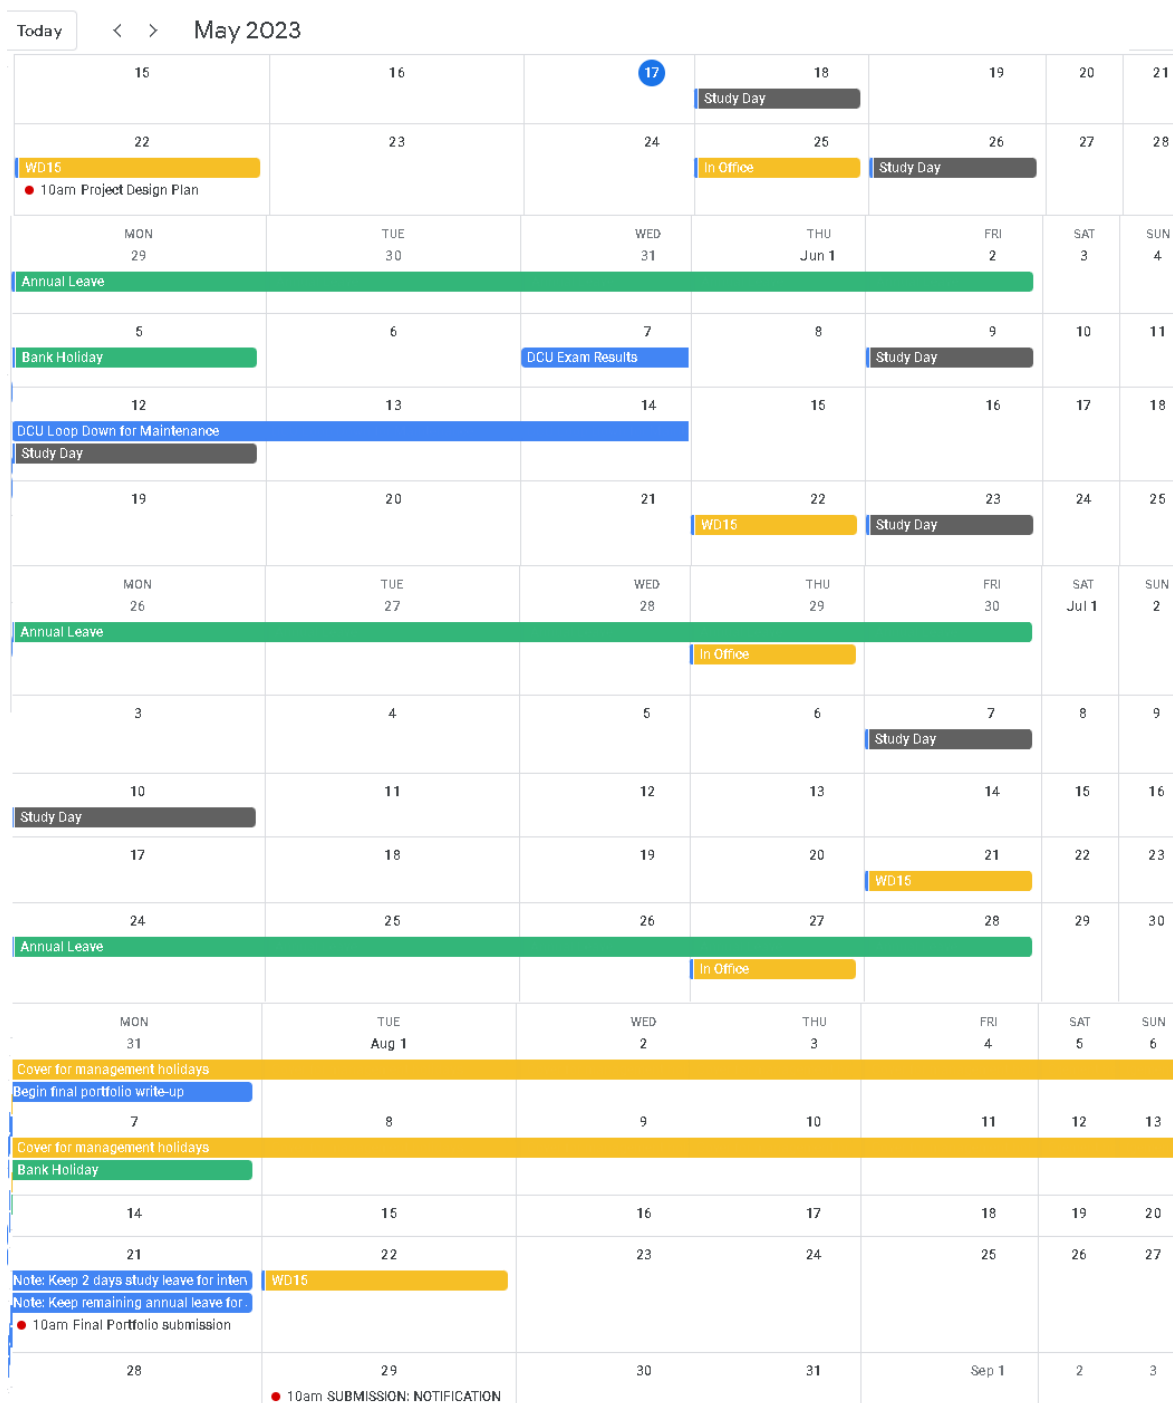 Today < > May 2023
15 16 17 18 19 20 21
Study Day
22 23 24 25 26 27 28
WD15 In Office Study Day
10am Project Design Plan
MON TUE WED THU FRI SAT SUN
29 30 31 Jun 1 2 3 4
Annual Leave
5 6 7 8 9 10 11
Bank Holiday DCU Exam Results Study Day
12 13 14 15 16 17 18
DCU Loop Down for Maintenance
Study Day
19 20 21 22 23 24 25
WD15 Study Day
MON TUE WED THU FRI SAT SUN
26 27 28 29 30 Jul 1 2
Annual Leave
In Office
3 4 5 6 7 8 9
Study Day
10 11 12 13 14 15 16
Study Day
17 18 19 20 21 22 23
WD15
24 25 26 27 28 29 30
Annual Leave
In Office
MON TUE WED THU FRI SAT SUN
31 Aug 1 2 3 4 5 6
Cover for management holidays
Begin final portfolio write-up
7 8 9 10 11 12 13
Cover for management holidays
Bank Holiday
14 15 16 17 18 19 20
21 22 23 24 25 26 27
Note: Keep 2 days study leave for inten WD15
Note: Keep remaining annual leave for
10am Final Portfolio submission
28 29 30 31 Sep 1 2 3
10am SUBMISSION: NOTIFICATION